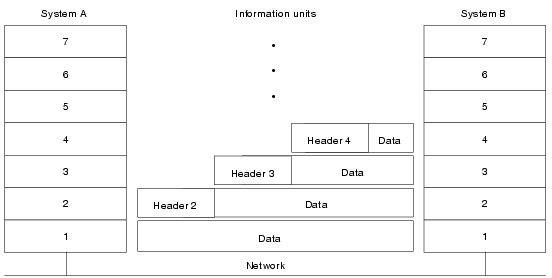 System A Information units System B
7 7
6 6
5 5
4 Header 4 Data 4
3 Header 3 Data 3
2 Header 2 Data 2
1 Data 1
Network